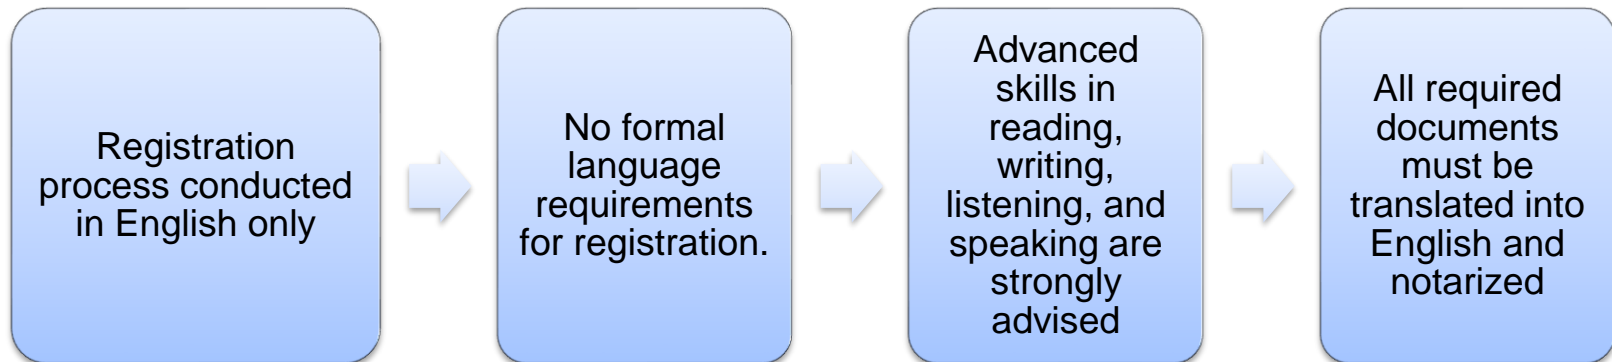 Registration
process conducted
in English only
No formal
language
requirements
for registration.
Advanced
skills in
reading,
writing,
listening, and
speaking are
strongly
advised
All required
documents
must be
translated into
English and
notarized